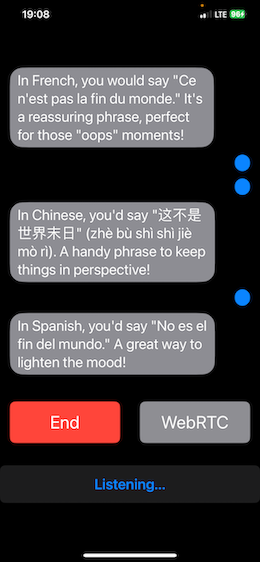 19:08
LTE 96
In French, you would say "Ce
n'est pas la fin du monde." It's
a reassuring phrase, perfect
for those "oops" moments!
In Chinese, you'd say "这不是
世界末日" (zhè bù shì shì jiè
mò rì). A handy phrase to keep
things in perspective!
In Spanish, you'd say "No es el
fin del mundo." A great way to
lighten the mood!
End
WebRTC
Listening...